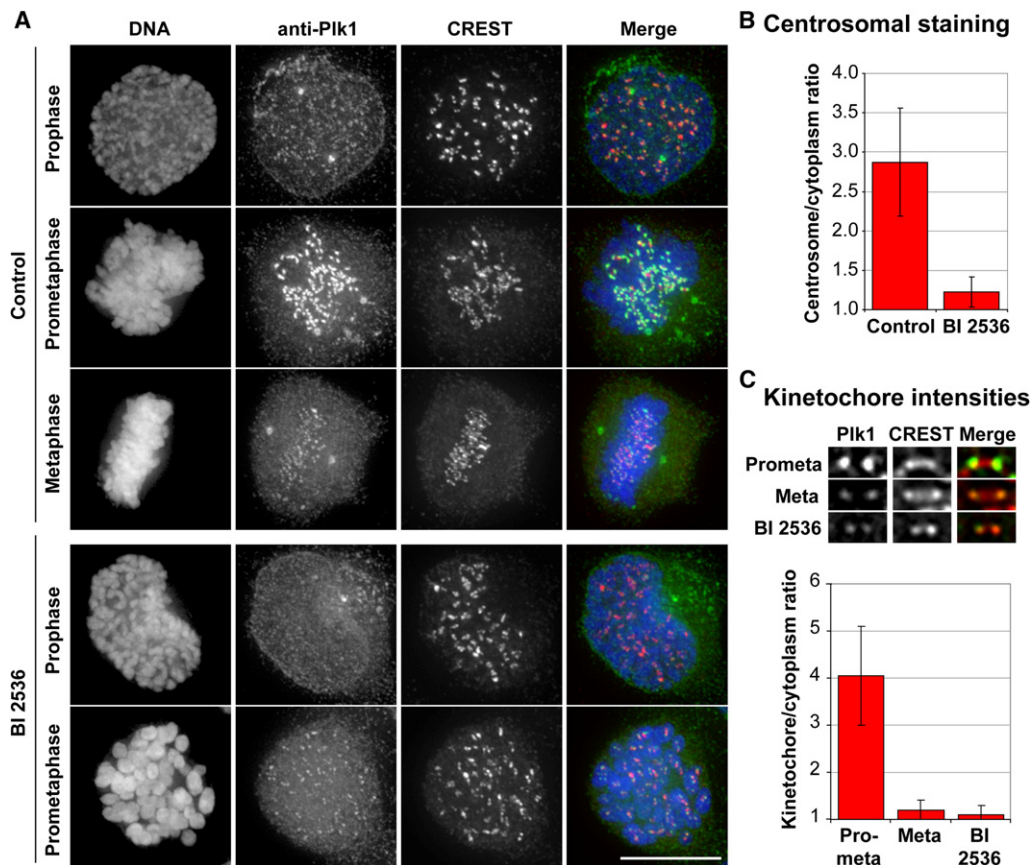 A
DNA
anti-Plk1
CREST
Merge
Control
Prophase
Prometaphase
Metaphase
BI 2536
Prophase
Prometaphase
B Centrosomal staining
Centrosome/cytoplasm ratio
4.0
3.5
3.0
2.5
2.0
1.5
1.0
Control BI 2536
C Kinetochore intensities
Plk1 CREST Merge
Prometa
Meta
BI 2536
Kinetochore/cytoplasm ratio
6
5
4
3
2
1
Pro-
meta
Meta
BI
2536